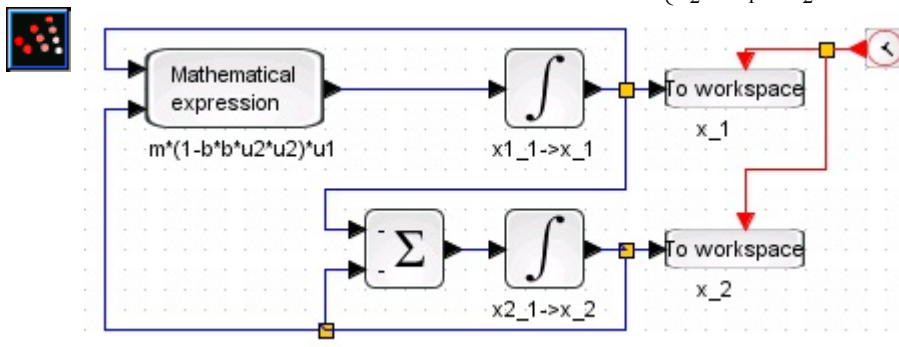 Mathematical
expression
m*(1-b*b*u2*u2)*u1
∫
x1_1->x_1
To workspace
x_1
-
-
Σ
∫
x2_1->x_2
To workspace
x_2